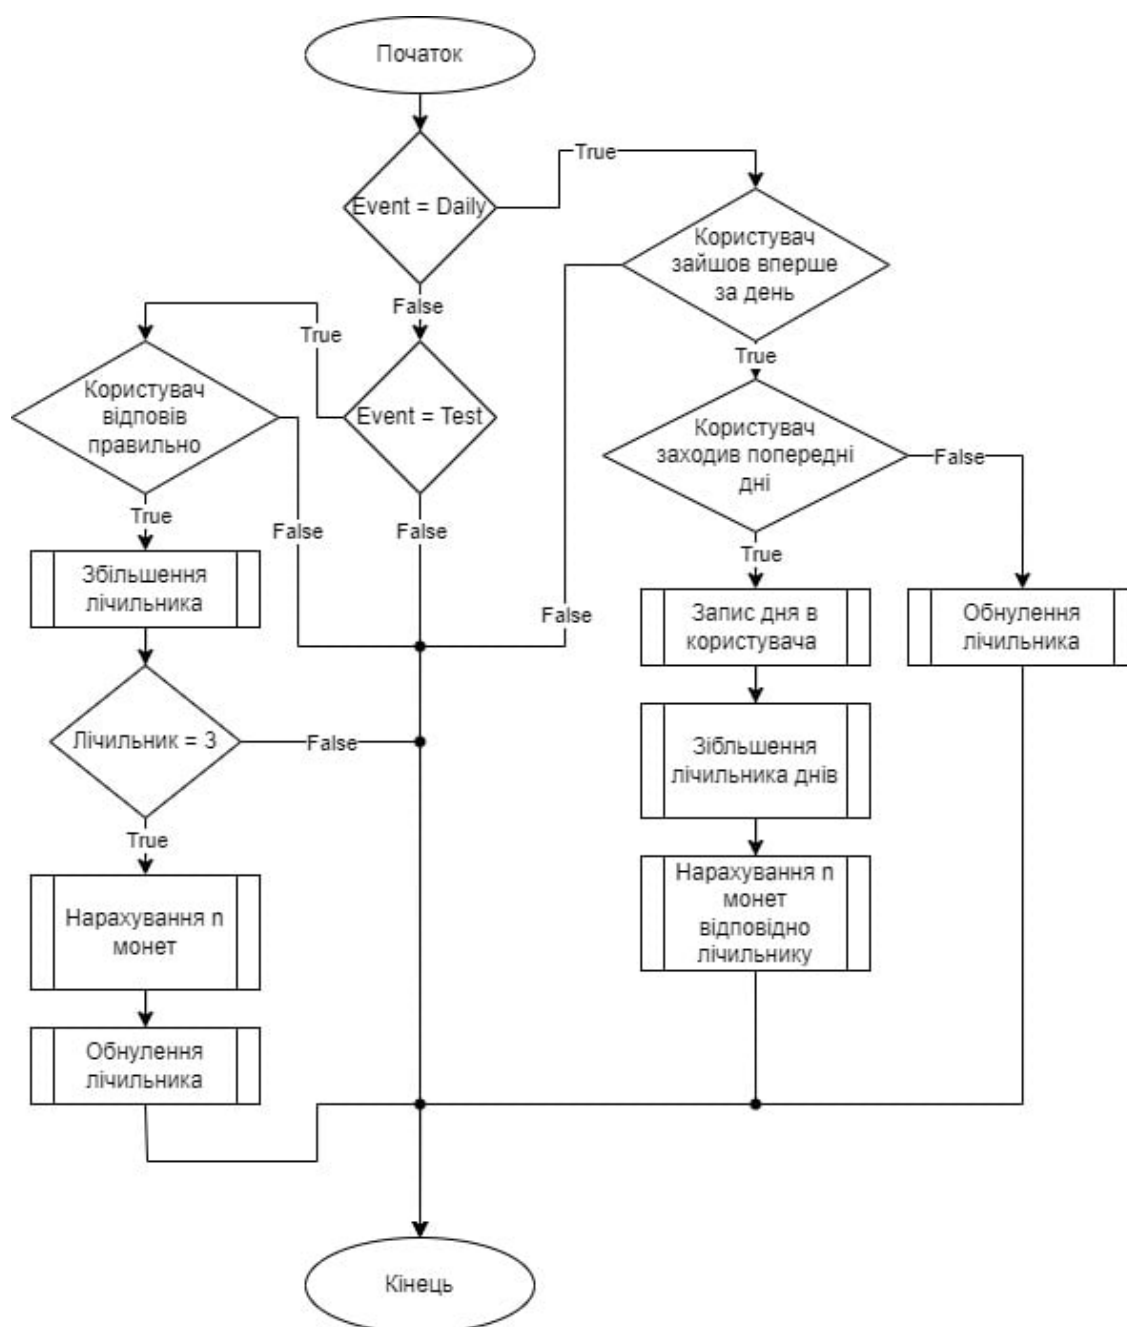 Початок
True
Event = Daily
Користувач
зайшов вперше
за день
False
True
True
Користувач
відповів
правильно
Event = Test
Користувач
заходив попередні
дні
False
True
False
False
True
Збільшення
лічильника
False
Запис дня в
користувача
Обнулення
лічильника
Лічильник = 3
False
Зібльшення
лічильника днів
True
Нарахування n
монет
Нарахування n
монет
відповідно
лічильнику
Обнулення
лічильника
Кінець